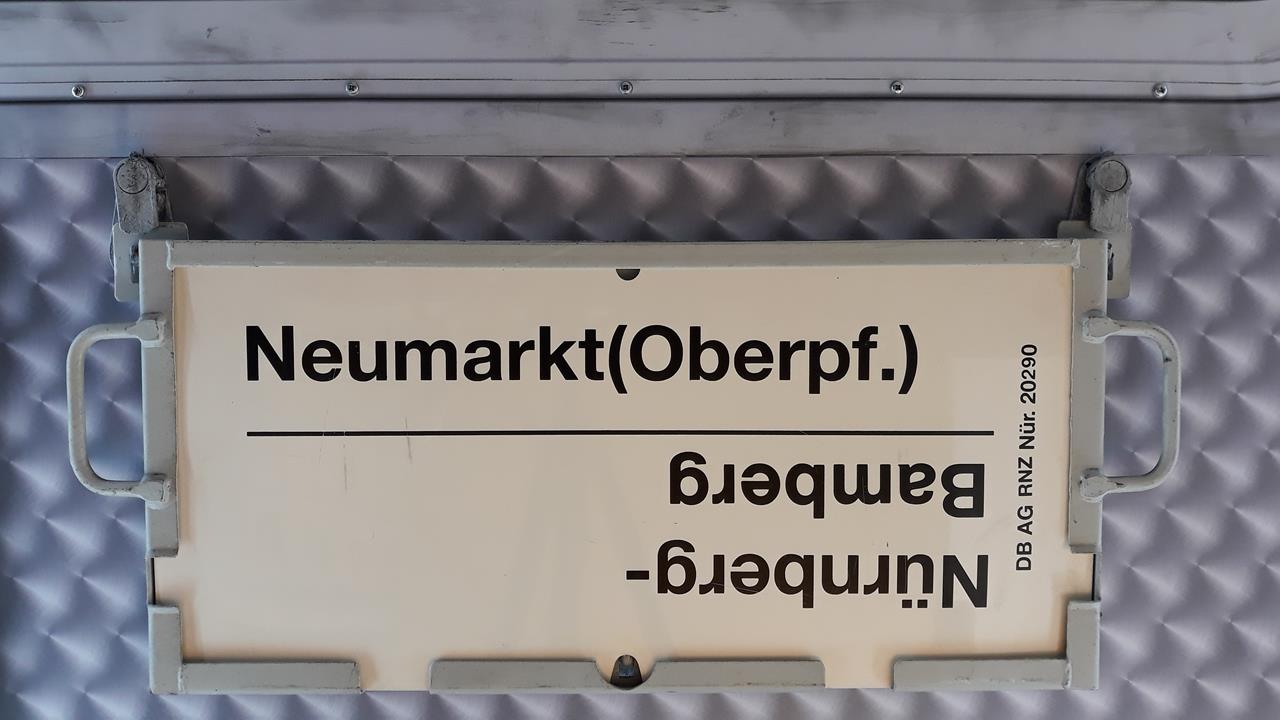 Neumarkt(Oberpf.)
Nürnberg-
Bamberg
DB AG RNZ Nür. 20290